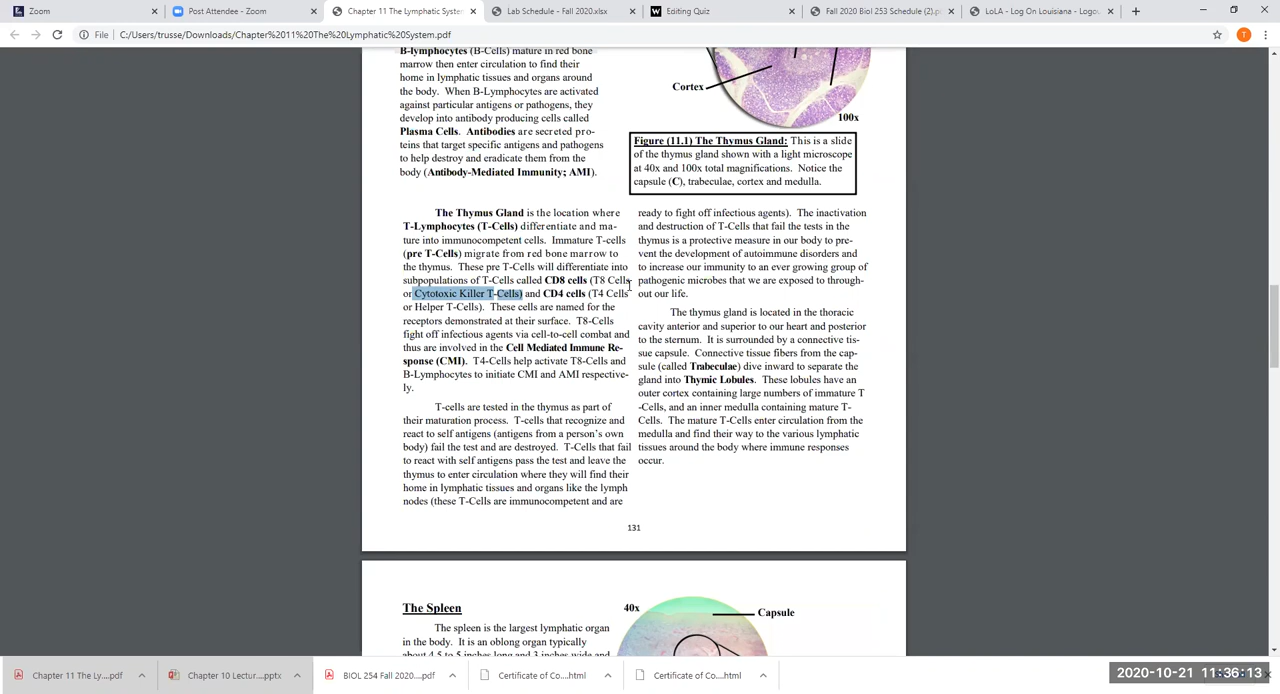 Zoom
Post Attendee - Zoom
Chapter 11 The Lymphatic System
Lab Schedule - Fall 2020.xlsx
Editing Quiz
Fall 2020 Biol 253 Schedule (2).p
LoLA - Log On Louisiana - Logou
File
C:/Users/trusse/Downloads/Chapter%2011%20The%20Lymphatic%20System.pdf
T
B-lymphocytes (B-Cells) mature in red bone
marrow then enter circulation to find their
home in lymphatic tissues and organs around
the body. When B-Lymphocytes are activated
against particular antigens or pathogens, they
develop into antibody producing cells called
Plasma Cells. Antibodies are secreted pro-
teins that target specific antigens and pathogens
to help destroy and eradicate them from the
body (Antibody-Mediated Immunity; AMI).
Cortex
100x
Figure (11.1) The Thymus Gland: This is a slide
of the thymus gland shown with a light microscope
at 40x and 100x total magnifications. Notice the
capsule (C), trabeculae, cortex and medulla.
The Thymus Gland is the location where
T-Lymphocytes (T-Cells) differentiate and ma-
ture into immunocompetent cells. Immature T-cells
(pre T-Cells) migrate from red bone marrow to
the thymus. These pre T-Cells will differentiate into
subpopulations of T-Cells called CD8 cells (T8 Cells
or Cytotoxic Killer T-Cells) and CD4 cells (T4 Cells
or Helper T-Cells). These cells are named for the
receptors demonstrated at their surface. T8-Cells
fight off infectious agents via cell-to-cell combat and
thus are involved in the Cell Mediated Immune Re-
sponse (CMI). T4-Cells help activate T8-Cells and
B-Lymphocytes to initiate CMI and AMI respective-
ly.
T-cells are tested in the thymus as part of
their maturation process. T-cells that recognize and
react to self antigens (antigens from a person's own
body) fail the test and are destroyed. T-Cells that fail
to react with self antigens pass the test and leave the
thymus to enter circulation where they will find their
home in lymphatic tissues and organs like the lymph
nodes (these T-Cells are immunocompetent and are
ready to fight off infectious agents). The inactivation
and destruction of T-Cells that fail the tests in the
thymus is a protective measure in our body to pre-
vent the development of autoimmune disorders and
to increase our immunity to an ever growing group of
pathogenic microbes that we are exposed to through-
out our life.
The thymus gland is located in the thoracic
cavity anterior and superior to our heart and posterior
to the sternum. It is surrounded by a connective tis-
sue capsule. Connective tissue fibers from the cap-
sule (called Trabeculae) dive inward to separate the
gland into Thymic Lobules. These lobules have an
outer cortex containing large numbers of immature T
-Cells, and an inner medulla containing mature T-
Cells. The mature T-Cells enter circulation from the
medulla and find their way to the various lymphatic
tissues around the body where immune responses
occur.
131
The Spleen
40x
Capsule
The spleen is the largest lymphatic organ
in the body. It is an oblong organ typically
about 4.5 to 5 inches long and 3 inches wide and
Chapter 11 The Ly....pdf
Chapter 10 Lectur....pptx
BIOL 254 Fall 2020....pdf
Certificate of Co....html
Certificate of Co....html
2020-10-21 11:36:13